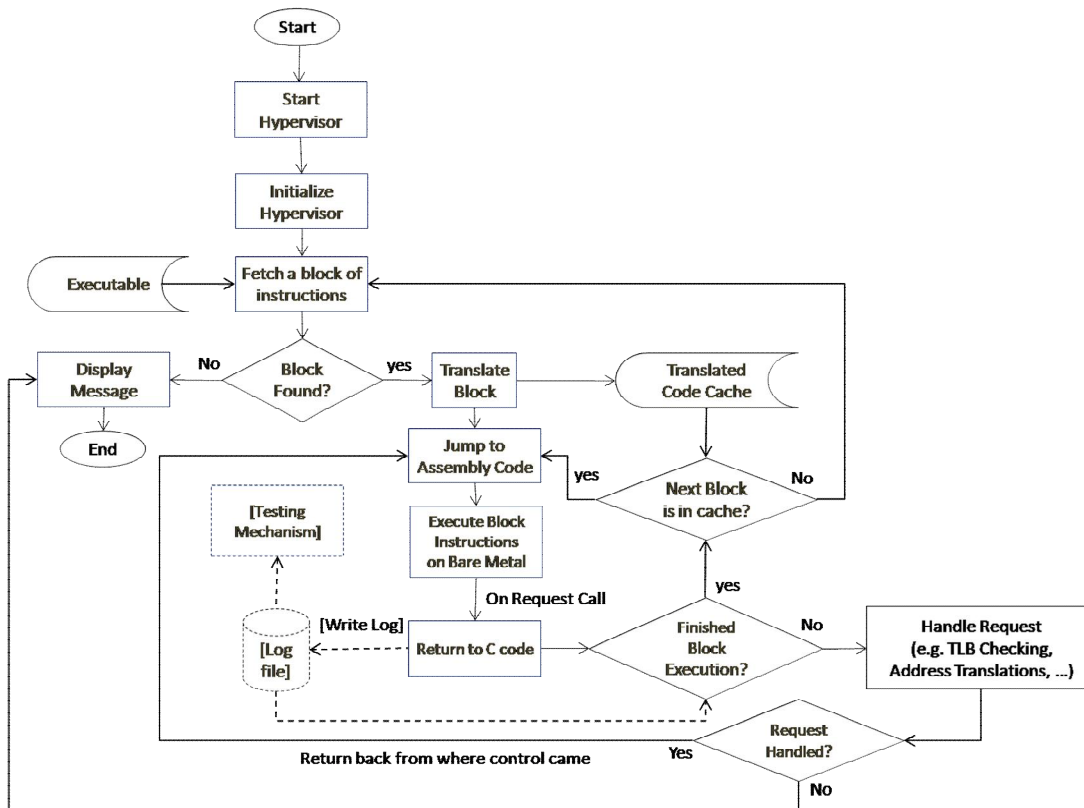 Start
Start
Hypervisor
Initialize
Hypervisor
Executable
Fetch a block of
instructions
Display
Message
No
Block
Found?
yes
Translate
Block
Translated
Code Cache
End
Jump to
Assembly Code
yes
Next Block
is in cache?
No
[Testing
Mechanism]
Execute Block
Instructions
on Bare Metal
yes
On Request Call
[Log
file]
[Write Log]
Return to C code
Finished
Block
Execution?
No
Handle Request
(e.g. TLB Checking,
Address Translations, ...)
Return back from where control came
Yes
Request
Handled?
No